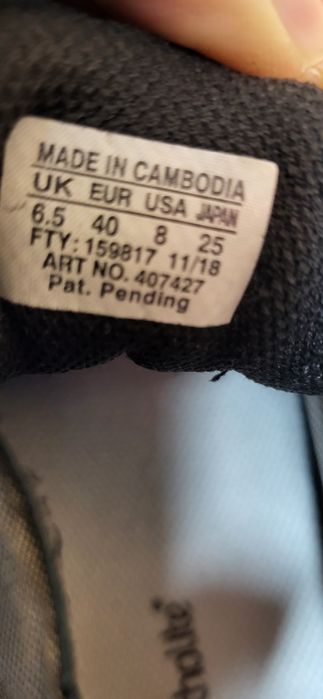 MADE IN CAMBODIA
UK EUR USA JAPAN
6.5 40 8 25
FTY: 159817 11/18
ART NO. 407427
Pat. Pending